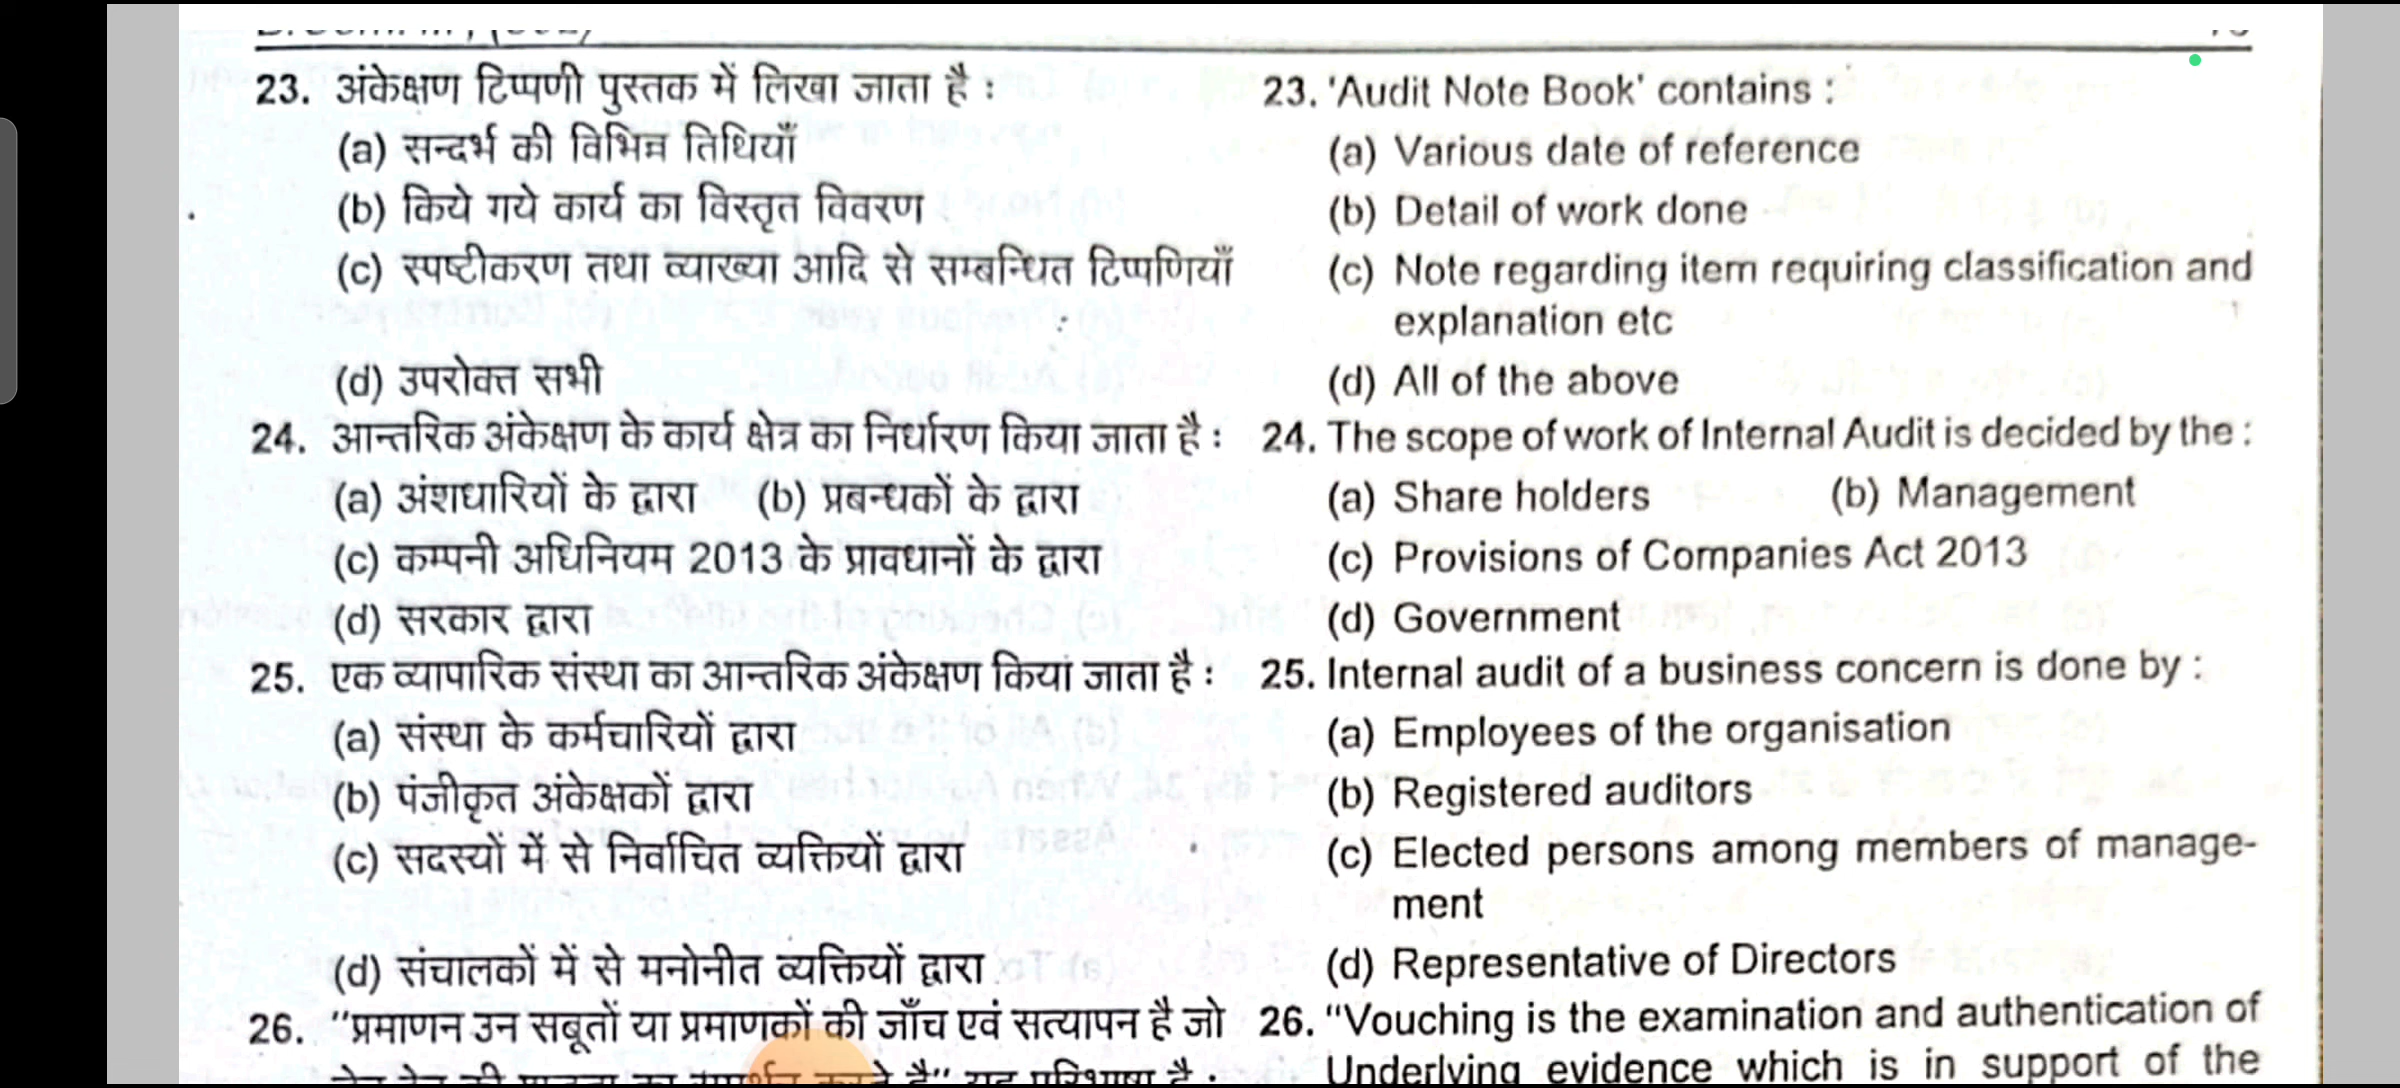 23. अंकेक्षण टिप्पणी पुस्तक में लिखा जाता है :
(a) सन्दर्भ की विभिन्न तिथियाँ
(b) किये गये कार्य का विस्तृत विवरण
(c) स्पष्टीकरण तथा व्याख्या आदि से सम्बन्धित टिप्पणियाँ
(d) उपरोक्त सभी
24. आन्तरिक अंकेक्षण के कार्य क्षेत्र का निर्धारण किया जाता है :
(a) अंशधारियों के द्वारा (b) प्रबन्धकों के द्वारा
(c) कम्पनी अधिनियम 2013 के प्रावधानों के द्वारा
(d) सरकार द्वारा
25. एक व्यापारिक संस्था का आन्तरिक अंकेक्षण किया जाता है :
(a) संस्था के कर्मचारियों द्वारा
(b) पंजीकृत अंकेक्षकों द्वारा
(c) सदस्यों में से निर्वाचित व्यक्तियों द्वारा
(d) संचालकों में से मनोनीत व्यक्तियों द्वारा
26. "प्रमाणन उन सबूतों या प्रमाणकों की जाँच एवं सत्यापन है जो
23. 'Audit Note Book' contains :
(a) Various date of reference
(b) Detail of work done
(c) Note regarding item requiring classification and
explanation etc
(d) All of the above
24. The scope of work of Internal Audit is decided by the :
(a) Share holders (b) Management
(c) Provisions of Companies Act 2013
(d) Government
25. Internal audit of a business concern is done by :
(a) Employees of the organisation
(b) Registered auditors
(c) Elected persons among members of manage-
ment
(d) Representative of Directors
26. "Vouching is the examination and authentication of
Underlying evidence which is in support of the